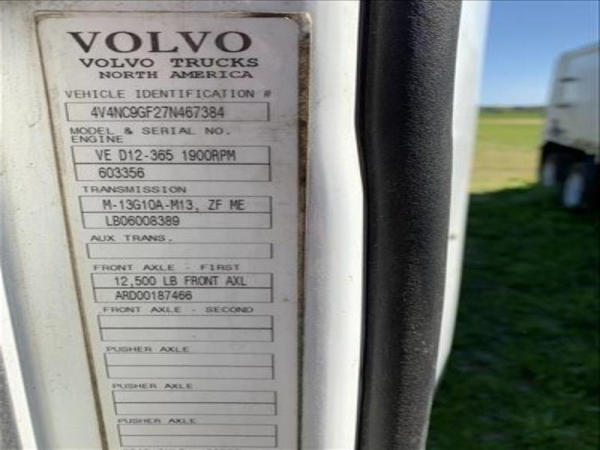 VOLVO
VOLVO TRUCKS
NORTH AMERICA
VEHICLE IDENTIFICATION #
4V4NC9GF27N467384
MODEL & SERIAL NO.
ENGINE
VE D12-365 1900RPM
603356
TRANSMISSION
M-13G10A-M13, ZF ME
LB06008389
AUX TRANS.
FRONT AXLE - FIRST
12,500 LB FRONT AXL
ARD00187466
FRONT AXLE - SECOND
PUSHER AXLE
PUSHER AXLE
PUSHER AXLE